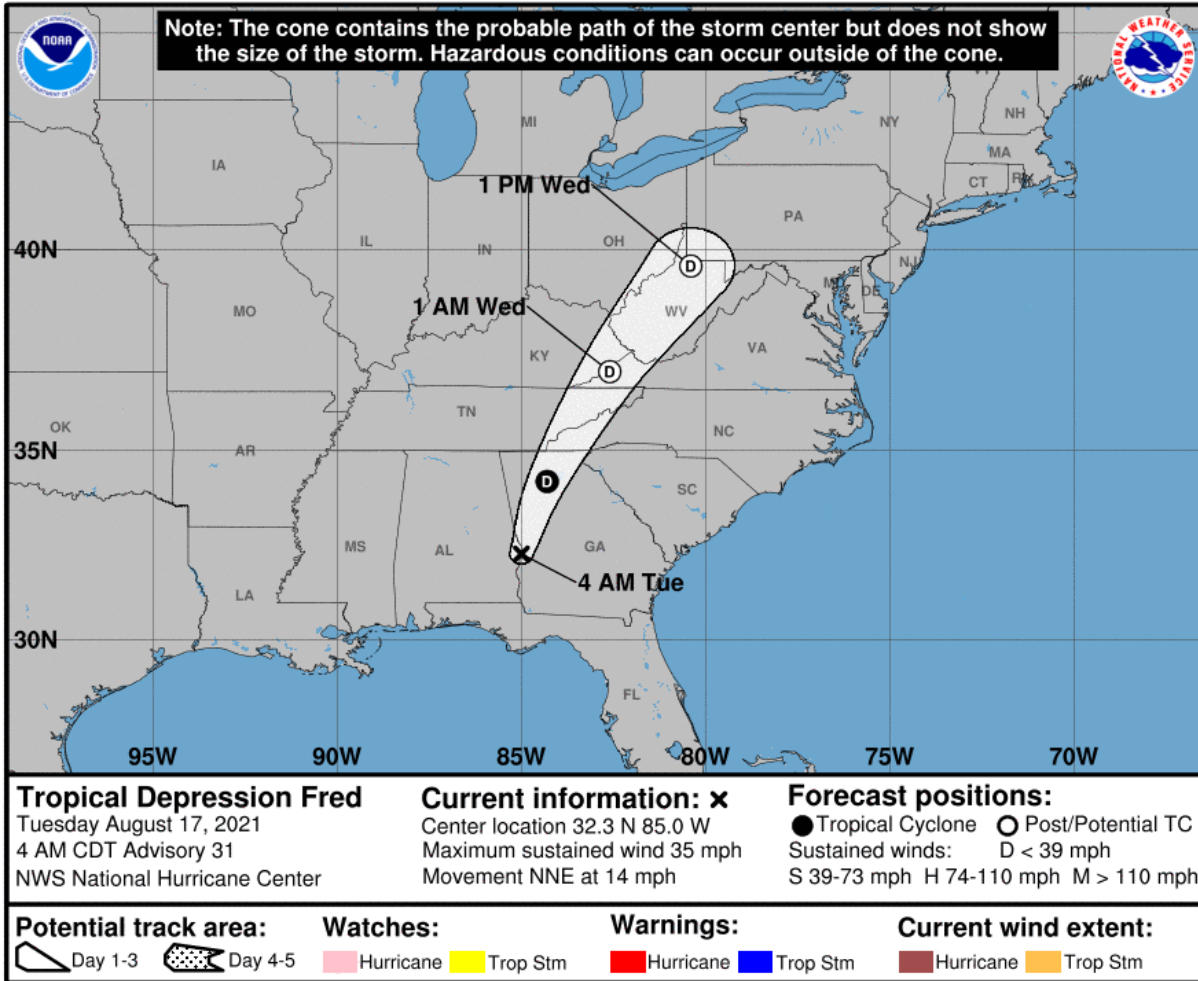 Note: The cone contains the probable path of the storm center but does not show
the size of the storm. Hazardous conditions can occur outside of the cone.
NOAA
NATIONAL WEATHER SERVICE
MI
NY
NH
IA
MA
CT
1 PM Wed
PA
IL
IN
OH
40N
NJ
DE
MO
1 AM Wed
WV
KY
VA
TN
OK
NC
AR
35N
D
D
D
SC
MS
AL
GA
4 AM Tue
LA
30N
FL
95W 90W 85W 80W 75W 70W
Tropical Depression Fred
Tuesday August 17, 2021
4 AM CDT Advisory 31
NWS National Hurricane Center
Current information: x
Center location 32.3 N 85.0 W
Maximum sustained wind 35 mph
Movement NNE at 14 mph
Forecast positions:
Tropical Cyclone Post/Potential TC
Sustained winds: D < 39 mph
S 39-73 mph H 74-110 mph M > 110 mph
Potential track area:
Day 1-3 Day 4-5
Watches:
Hurricane Trop Stm
Warnings:
Hurricane Trop Stm
Current wind extent:
Hurricane Trop Stm